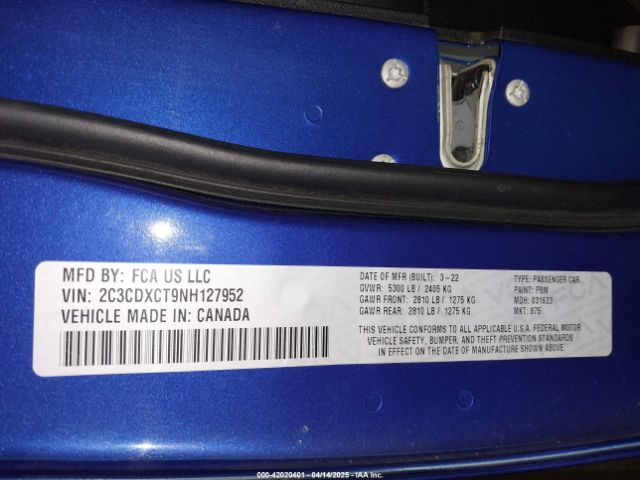 MFD BY: FCA US LLC
VIN: 2C3CDXCT9NH127952
VEHICLE MADE IN: CANADA
DATE OF MFR (BUILT): 3-22
GVWR: 5300 LB / 2405 KG
GAWR FRONT: 2810 LB / 1275 KG
GAWR REAR: 2810 LB / 1275 KG
TYPE: PASSENGER CAR
PAINT: PBM
MDH: 031623
MKT: 875
THIS VEHICLE CONFORMS TO ALL APPLICABLE U.S.A. FEDERAL MOTOR
VEHICLE SAFETY, BUMPER, AND THEFT PREVENTION STANDARDS
IN EFFECT ON THE DATE OF MANUFACTURE SHOWN ABOVE.
000-42020401 - 04/14/2025 - IAAI.COM